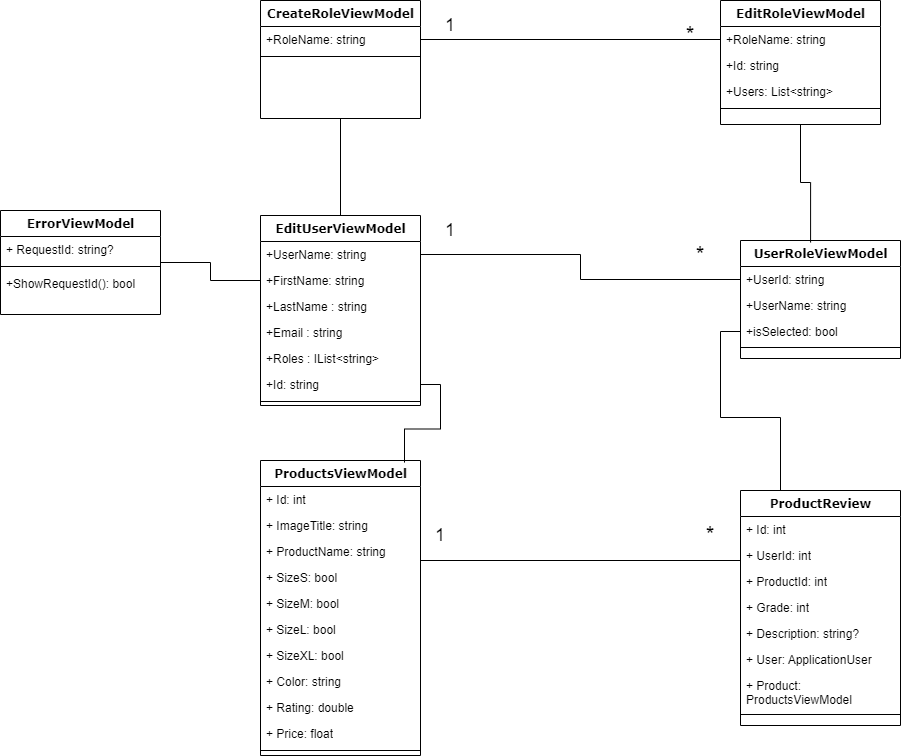 CreateRoleViewModel
+RoleName: string
1
*
EditRoleViewModel
+RoleName: string
+Id: string
+Users: List<string>
ErrorViewModel
+ RequestId: string?
+ShowRequestId(): bool
EditUserViewModel
+UserName: string
+FirstName: string
+LastName : string
+Email : string
+Roles : IList<string>
+Id: string
1
*
UserRoleViewModel
+UserId: string
+UserName: string
+isSelected: bool
ProductsViewModel
+ Id: int
+ ImageTitle: string
+ ProductName: string
+ SizeS: bool
+ SizeM: bool
+ SizeL: bool
+ SizeXL: bool
+ Color: string
+ Rating: double
+ Price: float
1
*
ProductReview
+ Id: int
+ UserId: int
+ ProductId: int
+ Grade: int
+ Description: string?
+ User: ApplicationUser
+ Product:
ProductsViewModel